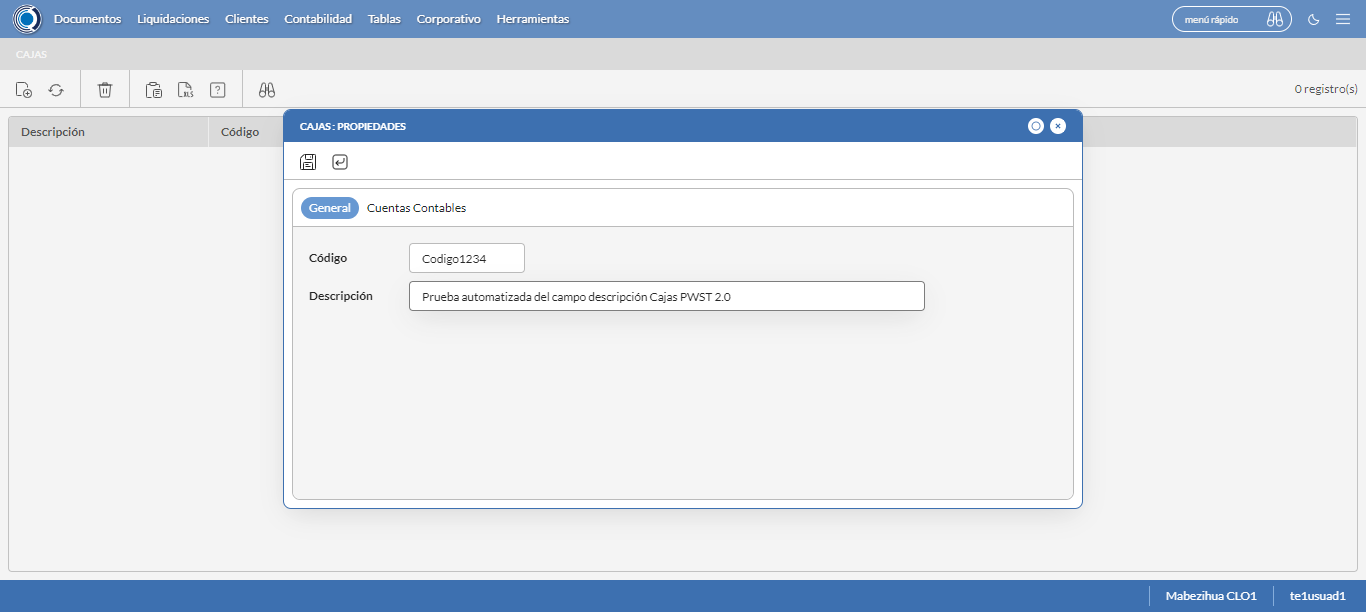 Documentos Liquidaciones Clientes Contabilidad Tablas Corporativo Herramientas menú rápido
CAJAS
XLS ? 0 registro(s)
Descripción Código
CAJAS : PROPIEDADES
General Cuentas Contables
Código Codigo1234
Descripción Prueba automatizada del campo descripción Cajas PWST 2.0
Mabezihua CLO1 te1usuad1